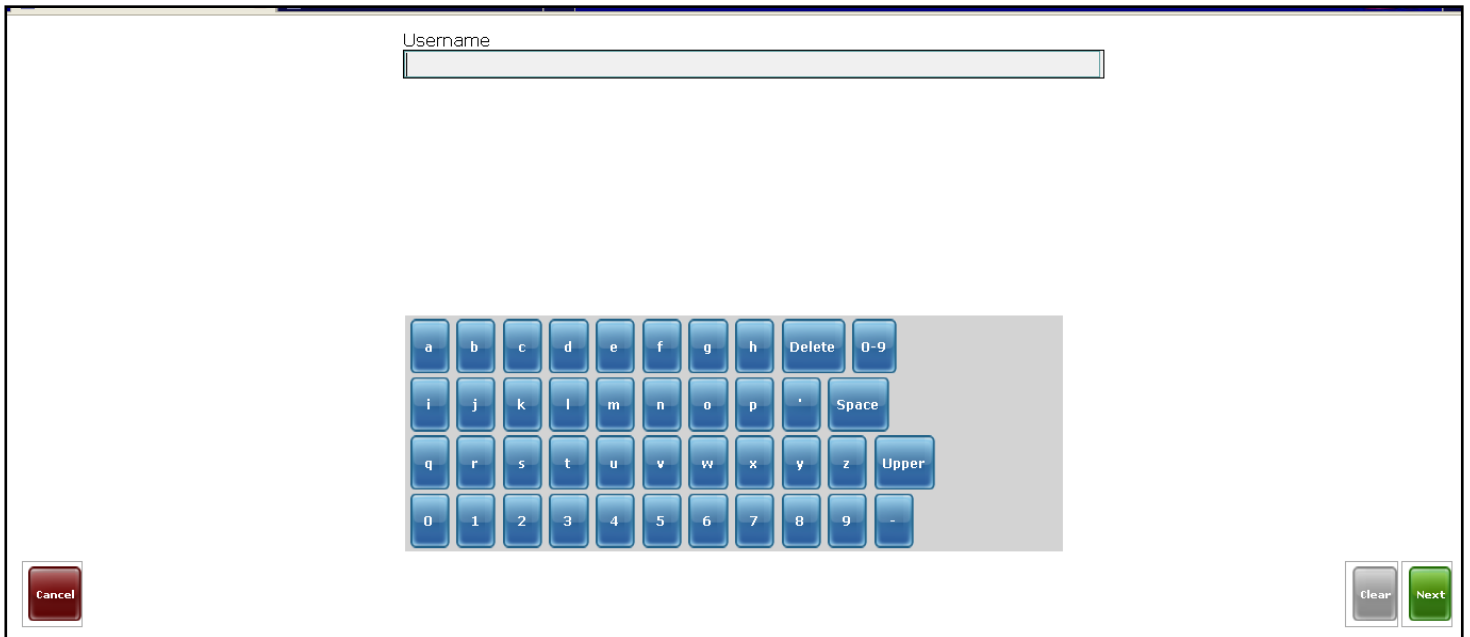 Username
a b c d e f g h Delete 0-9
i j k l m n o p ' Space
q r s t u v w x y z Upper
0 1 2 3 4 5 6 7 8 9 -
Cancel Clear Next